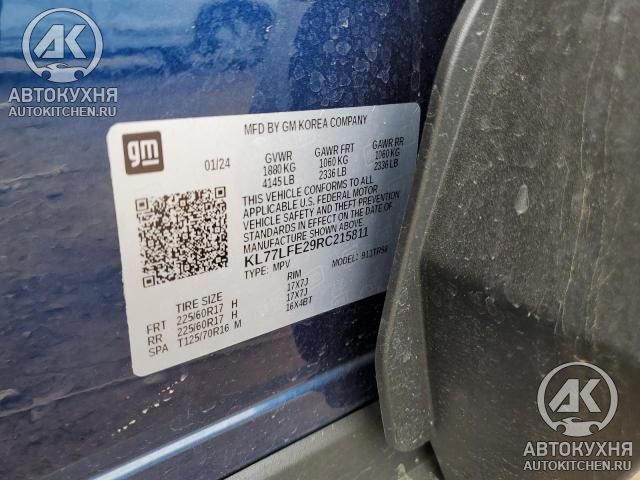 АК
АВТОКУХНЯ
AUTOKITCHEN.RU
gm
MFD BY GM KOREA COMPANY
01/24
GVWR GAWR FRT GAWR RR
1880 KG 1060 KG 1060 KG
4145 LB 2336 LB 2336 LB
THIS VEHICLE CONFORMS TO ALL
APPLICABLE U.S. FEDERAL MOTOR
VEHICLE SAFETY AND THEFT PREVENTION
STANDARDS IN EFFECT ON THE DATE OF
MANUFACTURE SHOWN ABOVE.
KL77LFE29RC215811
TYPE: MPV MODEL:
TIRE SIZE RIM
FRT 225/60R17 H 17X7J
RR 225/60R17 H 17X7J
SPA T125/70R16 M 16X4BT
АК
АВТОКУХНЯ
AUTOKITCHEN.RU